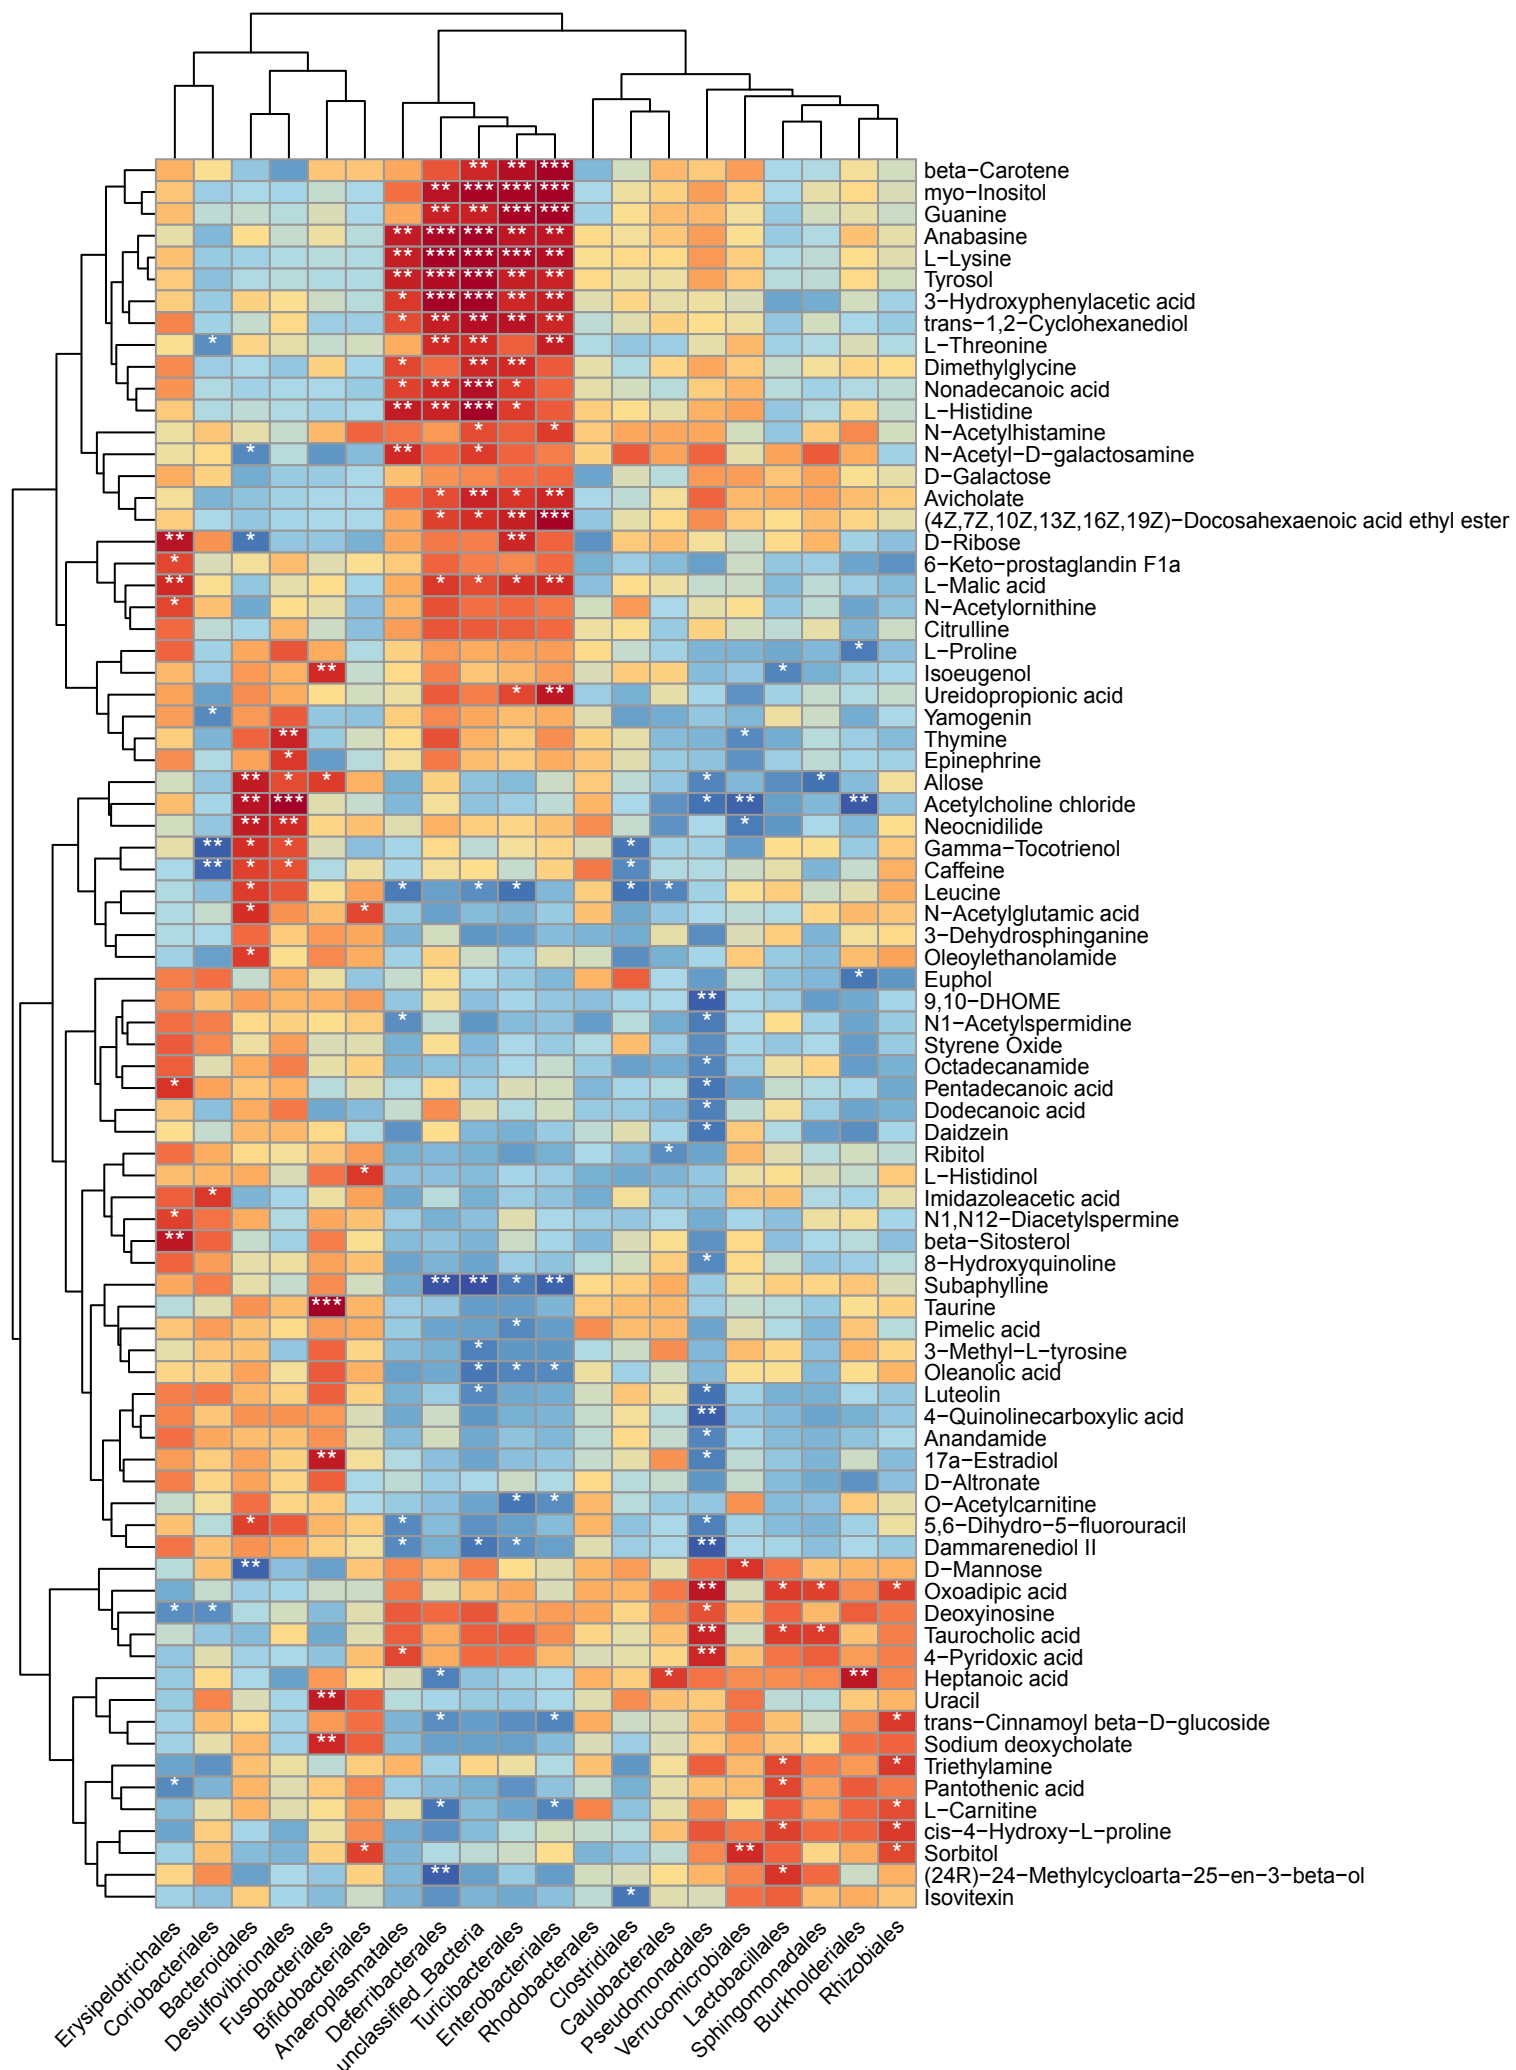 ** ** *** beta−Carotene
** *** *** *** myo−Inositol
** ** *** *** Guanine
** *** *** ** ** Anabasine
** *** *** *** ** L−Lysine
** *** *** ** ** Tyrosol
* *** *** ** ** 3−Hydroxyphenylacetic acid
* ** ** ** ** trans−1,2−Cyclohexanediol
* ** ** ** L−Threonine
* ** ** Dimethylglycine
* ** *** * Nonadecanoic acid
** ** *** * L−Histidine
* * N−Acetylhistamine
* ** * N−Acetyl−D−galactosamine
D−Galactose
* ** * ** Avicholate
* * ** *** (4Z,7Z,10Z,13Z,16Z,19Z)−Docosahexaenoic acid ethyl ester
** * ** D−Ribose
* 6−Keto−prostaglandin F1a
** * * * ** L−Malic acid
* N−Acetylornithine
Citrulline
* L−Proline
** * Isoeugenol
* ** Ureidopropionic acid
* Yamogenin
** * Thymine
* Epinephrine
** * * * * Allose
** *** * ** ** Acetylcholine chloride
** ** * Neocnidilide
** * * * Gamma−Tocotrienol
** * * * Caffeine
* * * * * * Leucine
* * N−Acetylglutamic acid
3−Dehydrosphinganine
* Oleoylethanolamide
* Euphol
** 9,10−DHOME
* * N1−Acetylspermidine
Styrene Oxide
* Octadecanamide
* * Pentadecanoic acid
* Dodecanoic acid
* Daidzein
* Ribitol
* L−Histidinol
* Imidazoleacetic acid
* N1,N12−Diacetylspermine
** beta−Sitosterol
* 8−Hydroxyquinoline
** ** * ** Subaphylline
*** Taurine
* Pimelic acid
* 3−Methyl−L−tyrosine
* * * Oleanolic acid
* * Luteolin
** 4−Quinolinecarboxylic acid
* Anandamide
** * 17a−Estradiol
D−Altronate
* * O−Acetylcarnitine
* * * 5,6−Dihydro−5−fluorouracil
* * * ** Dammarenediol II
** * D−Mannose
** * * * Oxoadipic acid
* * * Deoxyinosine
** * * Taurocholic acid
* ** 4−Pyridoxic acid
* * ** Heptanoic acid
** Uracil
* * * trans−Cinnamoyl beta−D−glucoside
** Sodium deoxycholate
* * Triethylamine
* * Pantothenic acid
* * * L−Carnitine
* * cis−4−Hydroxy−L−proline
* ** * Sorbitol
** * (24R)−24−Methylcycloarta−25−en−3−beta−ol
* Isovitexin
Erysipelotrichales
Coriobacteriales
Bacteroidales
Desulfovibrionales
Fusobacteriales
Bifidobacteriales
Anaeroplasmatales
Deferribacterales
unclassified_Bacteria
Turicibacterales
Enterobacteriales
Rhodobacterales
Clostridiales
Caulobacterales
Pseudomonadales
Verrucomicrobiales
Lactobacillales
Sphingomonadales
Burkholderiales
Rhizobiales